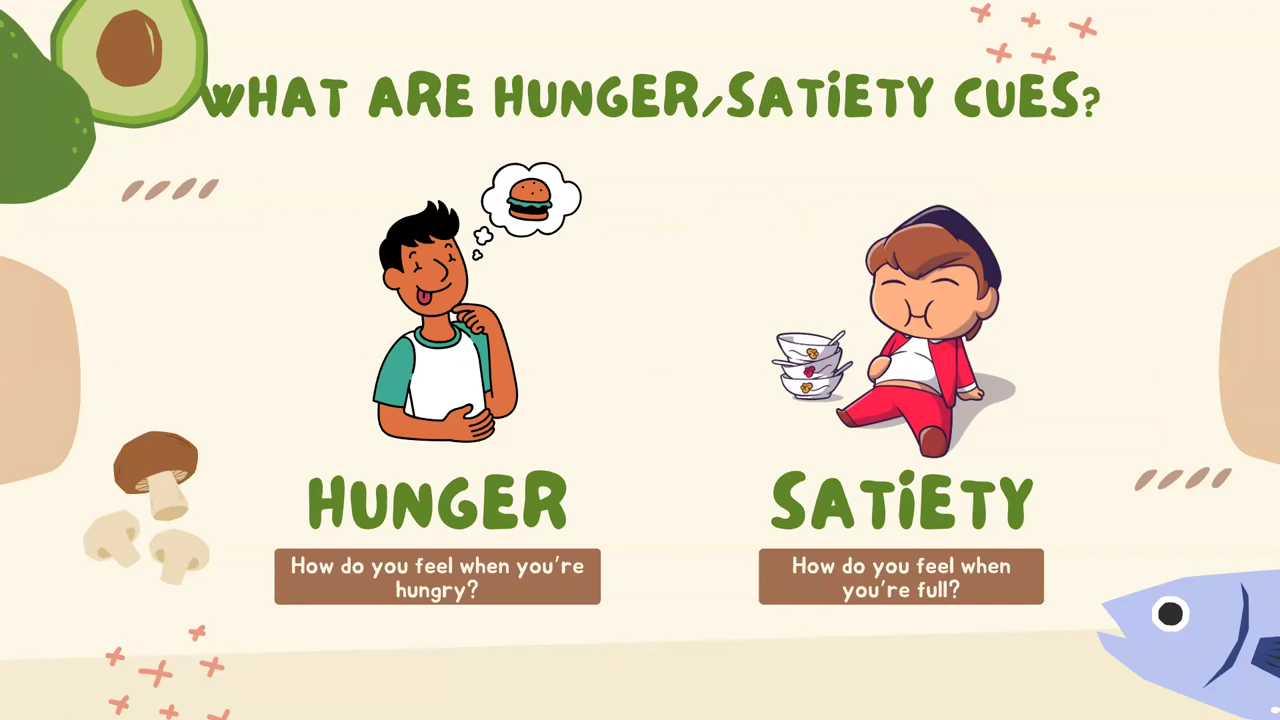 WHAT ARE HUNGER/SATIETY CUES?
HUNGER
How do you feel when you're
hungry?
SATIETY
How do you feel when
you're full?